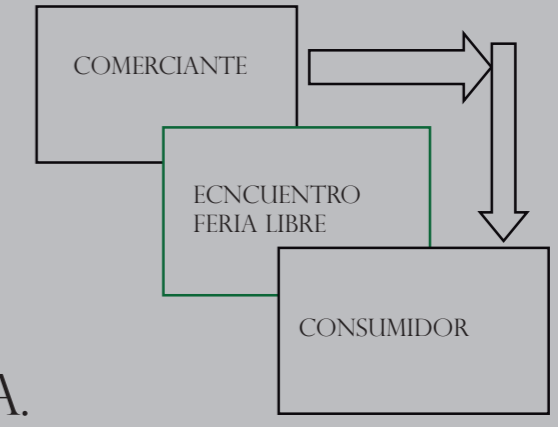 COMERCIANTE
ECNCUENTRO
FERIA LIBRE
CONSUMIDOR
A.